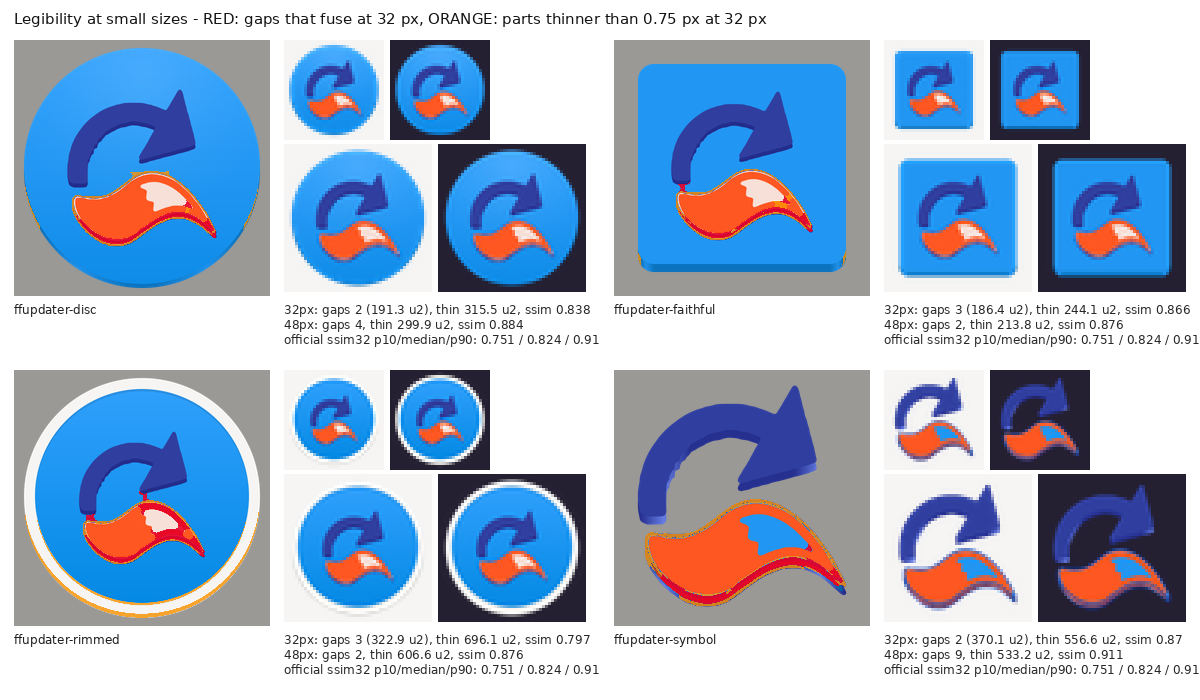 Legibility at small sizes - RED: gaps that fuse at 32 px, ORANGE: parts thinner than 0.75 px at 32 px
ffupdater-disc
32px: gaps 2 (191.3 u2), thin 315.5 u2, ssim 0.838
48px: gaps 4, thin 299.9 u2, ssim 0.884
official ssim32 p10/median/p90: 0.751 / 0.824 / 0.91
ffupdater-faithful
32px: gaps 3 (186.4 u2), thin 244.1 u2, ssim 0.866
48px: gaps 2, thin 213.8 u2, ssim 0.876
official ssim32 p10/median/p90: 0.751 / 0.824 / 0.91
ffupdater-rimmed
32px: gaps 3 (322.9 u2), thin 696.1 u2, ssim 0.797
48px: gaps 2, thin 606.6 u2, ssim 0.876
official ssim32 p10/median/p90: 0.751 / 0.824 / 0.91
ffupdater-symbol
32px: gaps 2 (370.1 u2), thin 556.6 u2, ssim 0.87
48px: gaps 9, thin 533.2 u2, ssim 0.911
official ssim32 p10/median/p90: 0.751 / 0.824 / 0.91